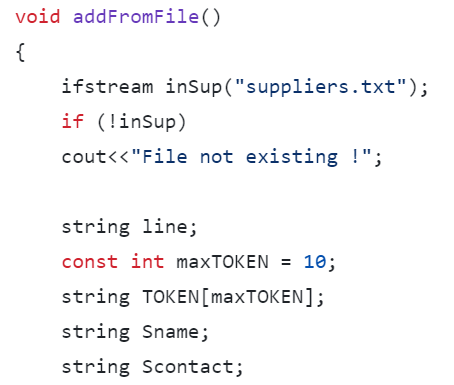 void addFromFile()
{
    ifstream inSup("suppliers.txt");
    if (!inSup)
    cout<<"File not existing !";

    string line;
    const int maxTOKEN = 10;
    string TOKEN[maxTOKEN];
    string Sname;
    string Scontact;